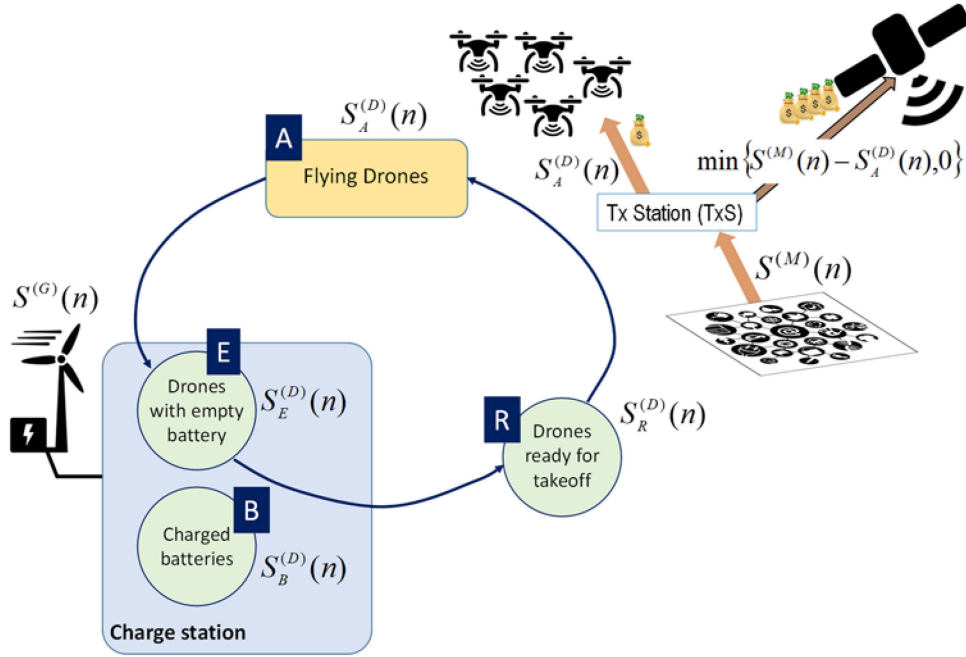 S_A^{(D)}(n)
A
Flying Drones
S_A^{(D)}(n)
min{S^{(M)}(n) − S_A^{(D)}(n),0}
Tx Station (TxS)
S^{(M)}(n)
S^{(G)}(n)
E
Drones
with empty
battery
S_E^{(D)}(n)
R
Drones
ready for
takeoff
S_R^{(D)}(n)
B
Charged
batteries
S_B^{(D)}(n)
Charge station